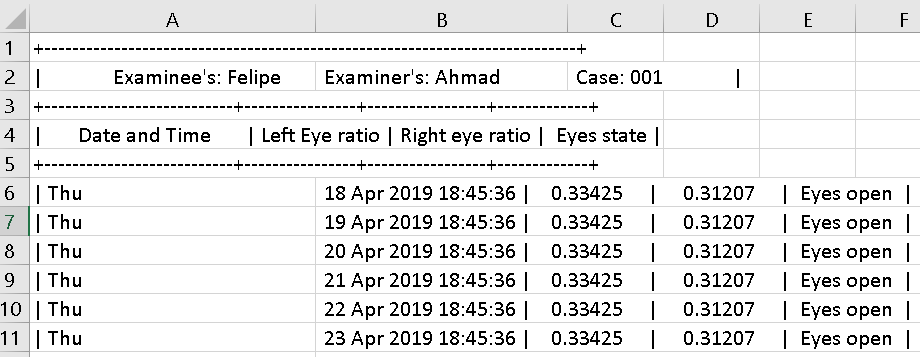 A B C D E F
1 +---------------------------------------------------------------------------+
2 | Examinee's: Felipe Examiner's: Ahmad Case: 001 |
3 +----------------------------+----------------+------------------+--------------+
4 | Date and Time | Left Eye ratio | Right eye ratio | Eyes state |
5 +----------------------------+----------------+------------------+--------------+
6 | Thu 18 Apr 2019 18:45:36 | 0.33425 | 0.31207 | Eyes open |
7 | Thu 19 Apr 2019 18:45:36 | 0.33425 | 0.31207 | Eyes open |
8 | Thu 20 Apr 2019 18:45:36 | 0.33425 | 0.31207 | Eyes open |
9 | Thu 21 Apr 2019 18:45:36 | 0.33425 | 0.31207 | Eyes open |
10 | Thu 22 Apr 2019 18:45:36 | 0.33425 | 0.31207 | Eyes open |
11 | Thu 23 Apr 2019 18:45:36 | 0.33425 | 0.31207 | Eyes open |